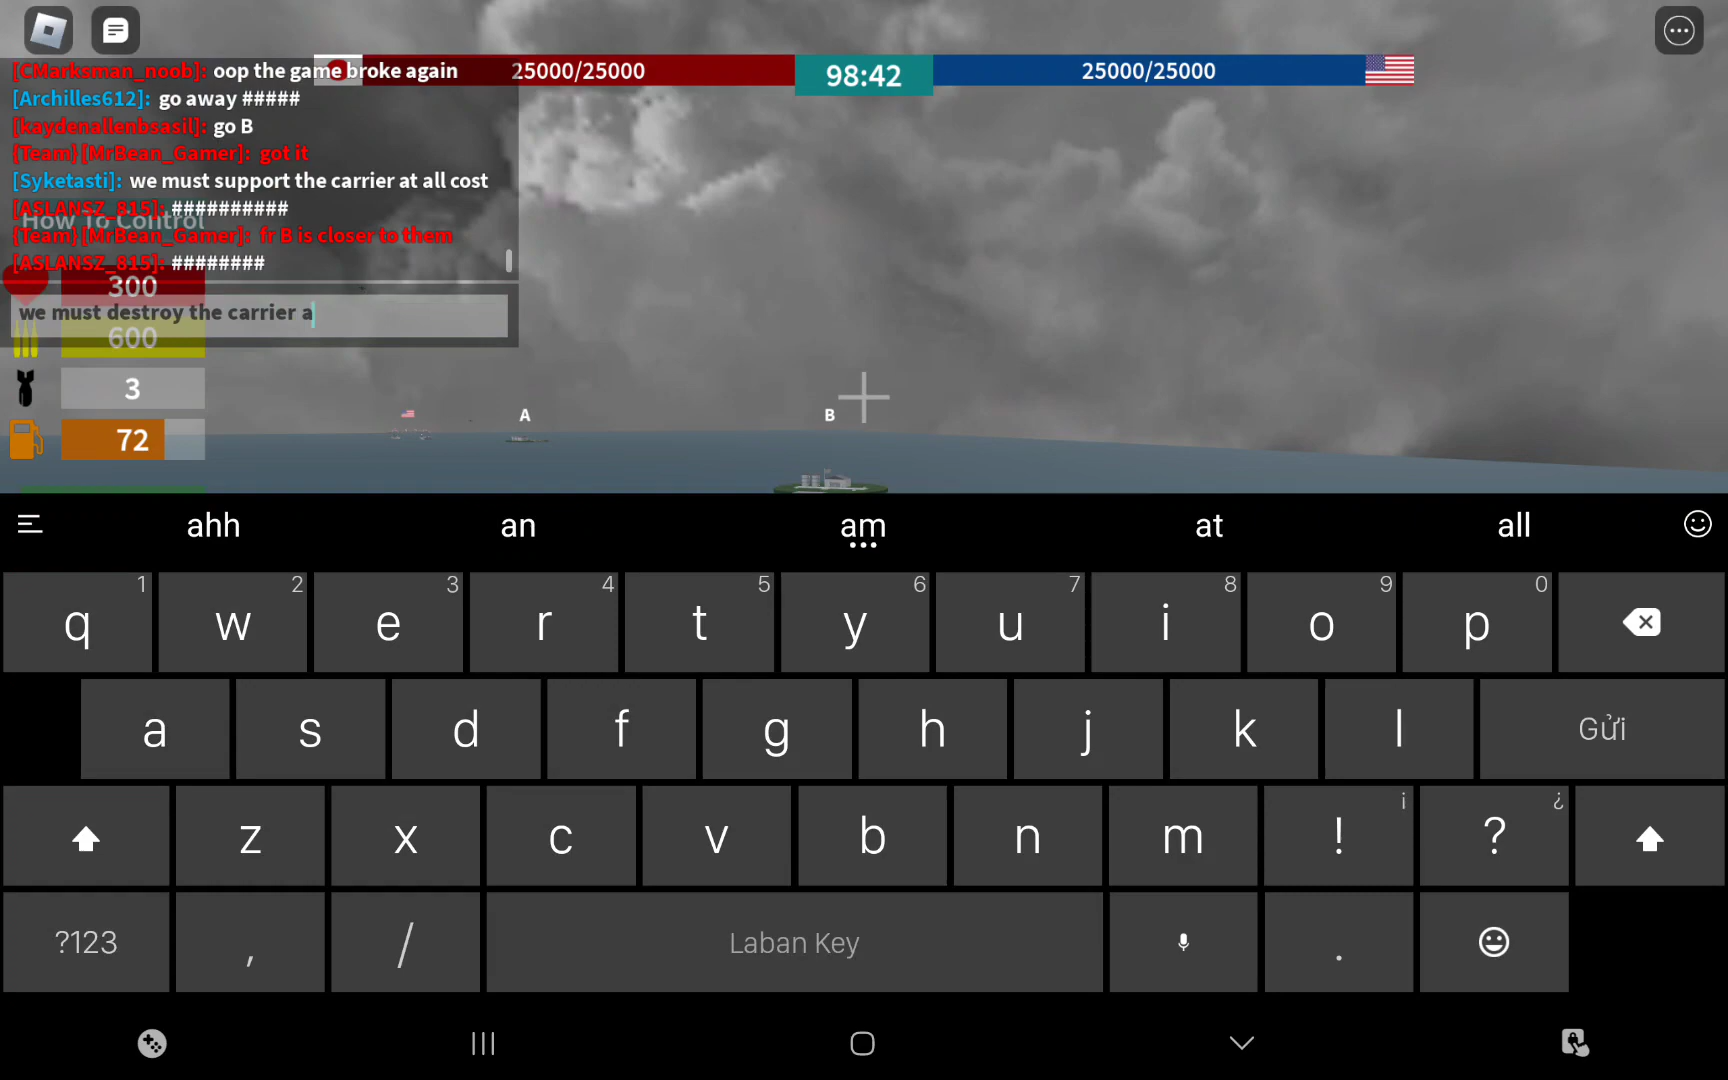 [CMarksman_noob]: oop the game broke again
25000/25000
98:42
25000/25000
[Archilles612]: go away #####
[kaydenallenbsasil]: go B
{Team}[MrBean_Gamer]: got it
[Syketasti]: we must support the carrier at all cost
[ASLANSZ_815]: ##########
How To Control
{Team}[MrBean_Gamer]: fr B is closer to them
[ASLANSZ_815]: ########
300
we must destroy the carrier a
600
3
A
B
72
ahh an am at all
1 2 3 4 5 6 7 8 9 0
q w e r t y u i o p
a s d f g h j k l Gửi
¡ ¿
z x c v b n m ! ?
?123 , / Laban Key .